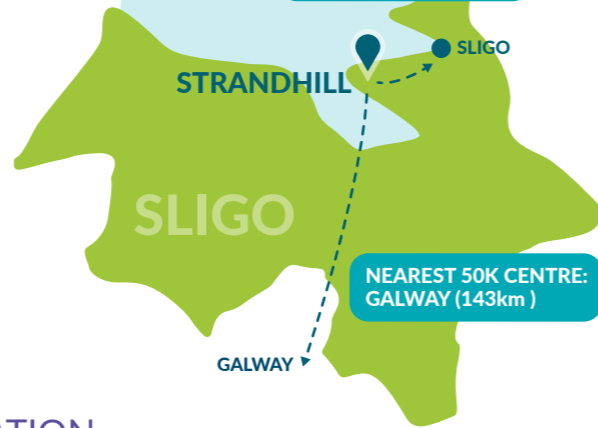 SLIGO
STRANDHILL
SLIGO
NEAREST 50K CENTRE:
GALWAY (143km )
GALWAY